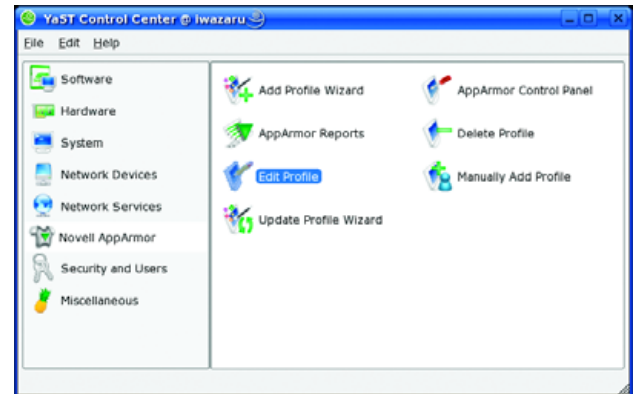 YaST Control Center @ iwazaru
File Edit Help
Software
Hardware
System
Network Devices
Network Services
Novell AppArmor
Security and Users
Miscellaneous
Add Profile Wizard
AppArmor Control Panel
AppArmor Reports
Delete Profile
Edit Profile
Manually Add Profile
Update Profile Wizard